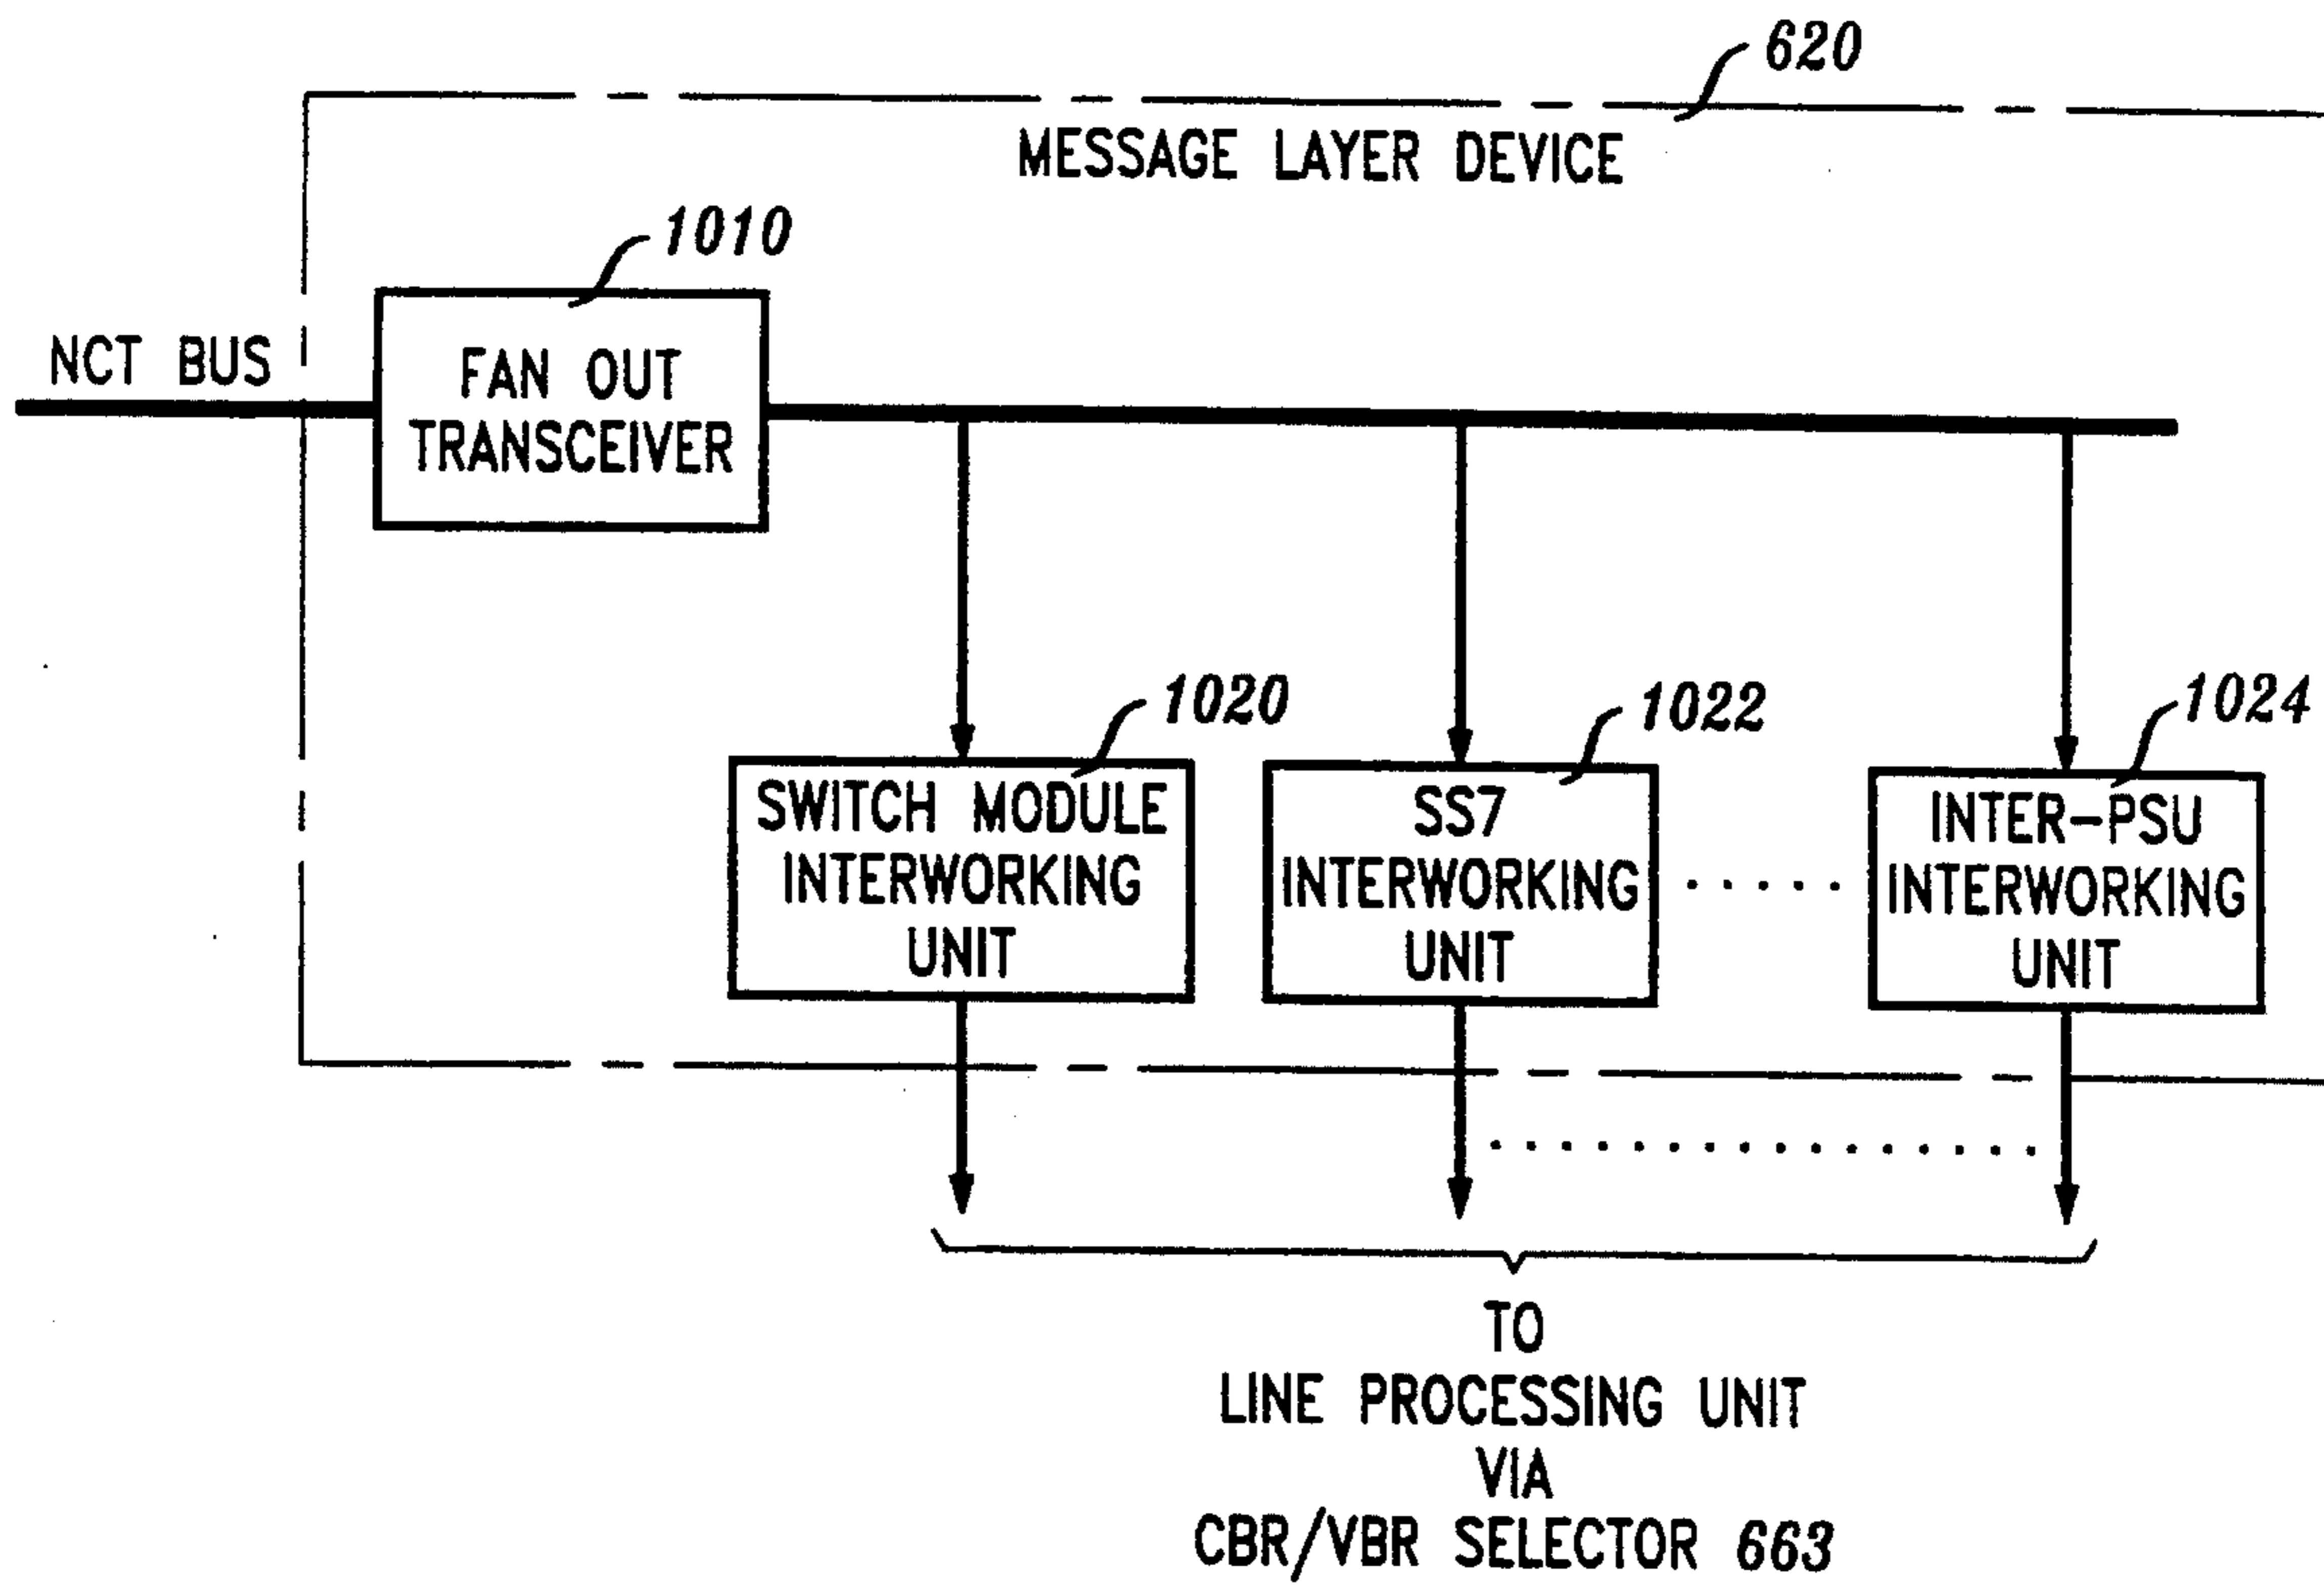 620
MESSAGE LAYER DEVICE
1010
NCT BUS
FAN OUT
TRANSCEIVER
1020
1022
1024
SWITCH MODULE
INTERWORKING
UNIT
SS7
INTERWORKING
UNIT
INTER-PSU
INTERWORKING
UNIT
TO
LINE PROCESSING UNIT
VIA
CBR/VBR SELECTOR 663